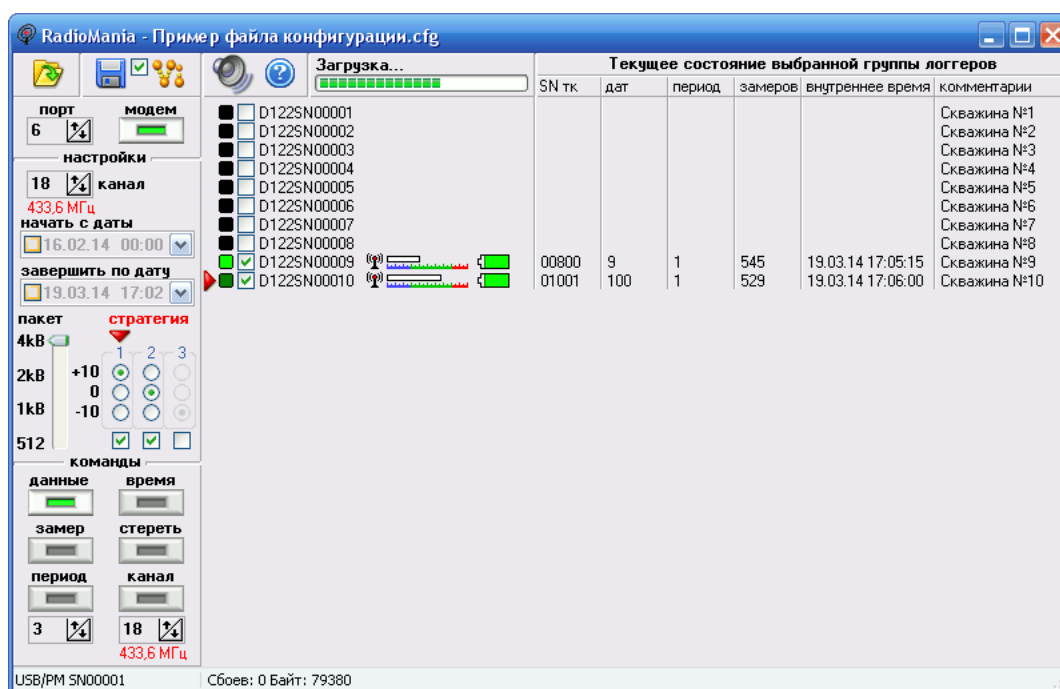 RadioMania - Пример файла конфигурации.cfg
Загрузка...
Текущее состояние выбранной группы логгеров
SN тк дат период замеров внутреннее время комментарии
порт модем
6
настройки
18 канал
433,6 МГц
начать с даты
16.02.14 00:00
завершить по дату
19.03.14 17:02
пакет стратегия
4kB
1 2 3
2kB +10
0
1kB -10
512
команды
данные время
замер стереть
период канал
3 18
433,6 МГц
D122SN00001 Скважина №1
D122SN00002 Скважина №2
D122SN00003 Скважина №3
D122SN00004 Скважина №4
D122SN00005 Скважина №5
D122SN00006 Скважина №6
D122SN00007 Скважина №7
D122SN00008 Скважина №8
D122SN00009 00800 9 1 545 19.03.14 17:05:15 Скважина №9
D122SN00010 01001 100 1 529 19.03.14 17:06:00 Скважина №10
USB/PM SN00001 Сбоев: 0 Байт: 79380